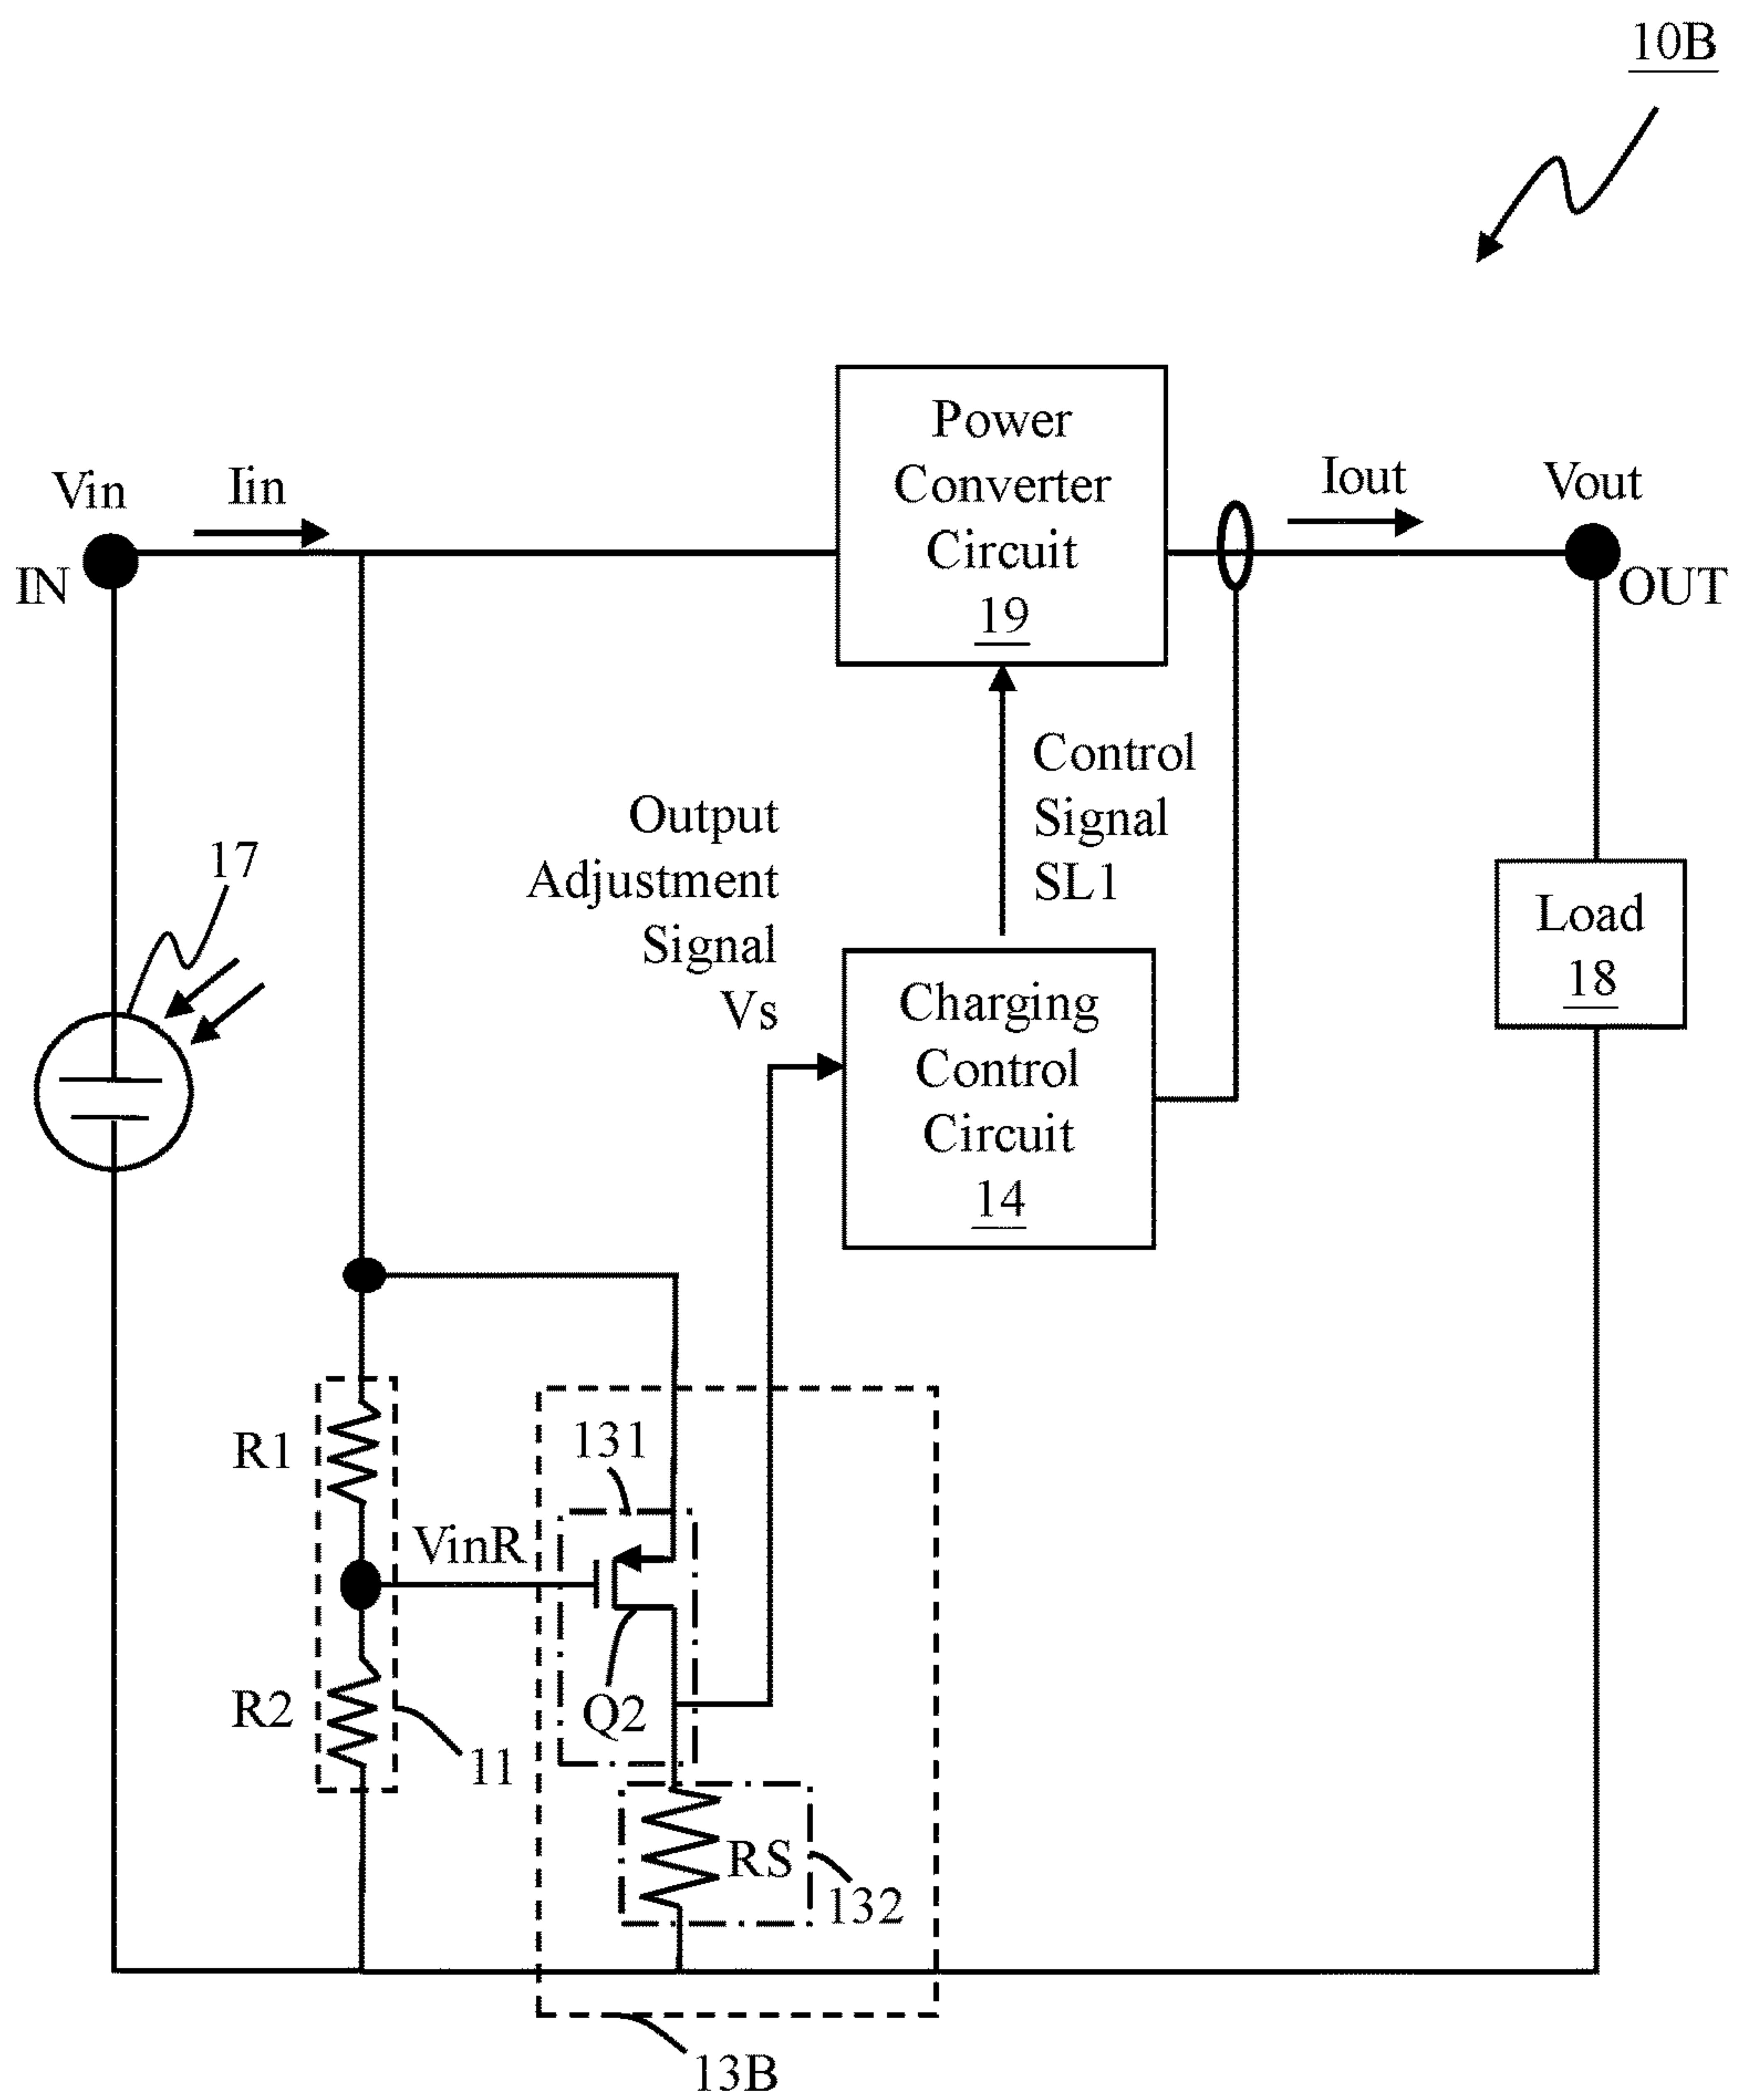 10B
Power
Converter
Circuit
19
Vin
Iin
Iout
Vout
IN
OUT
Control
Signal
SL1
Output
Adjustment
Signal
Vs
17
Load
18
Charging
Control
Circuit
14
R1
131
VinR
R2
Q2
11
RS
132
13B